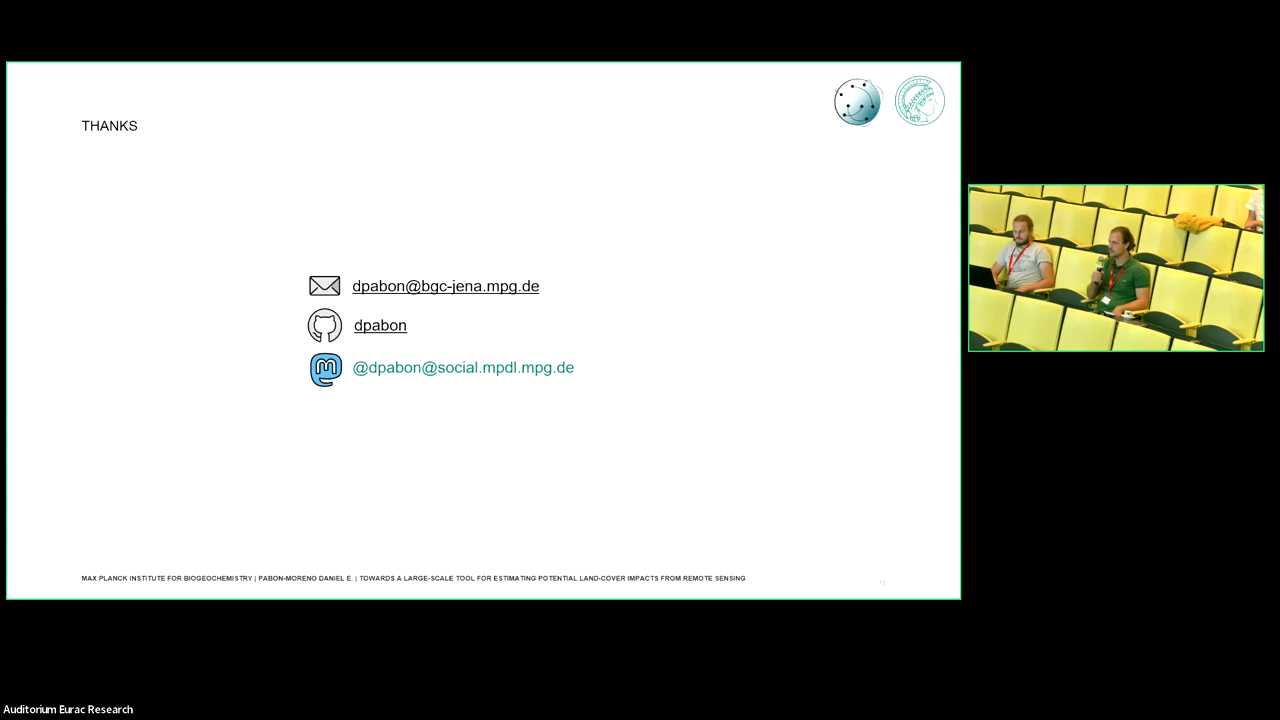 THANKS
dpabon@bgc-jena.mpg.de
dpabon
@dpabon@social.mpdl.mpg.de
MAX PLANCK INSTITUTE FOR BIOGEOCHEMISTRY | PABON-MORENO DANIEL E. | TOWARDS A LARGE-SCALE TOOL FOR ESTIMATING POTENTIAL LAND-COVER IMPACTS FROM REMOTE SENSING
Auditorium Eurac Research